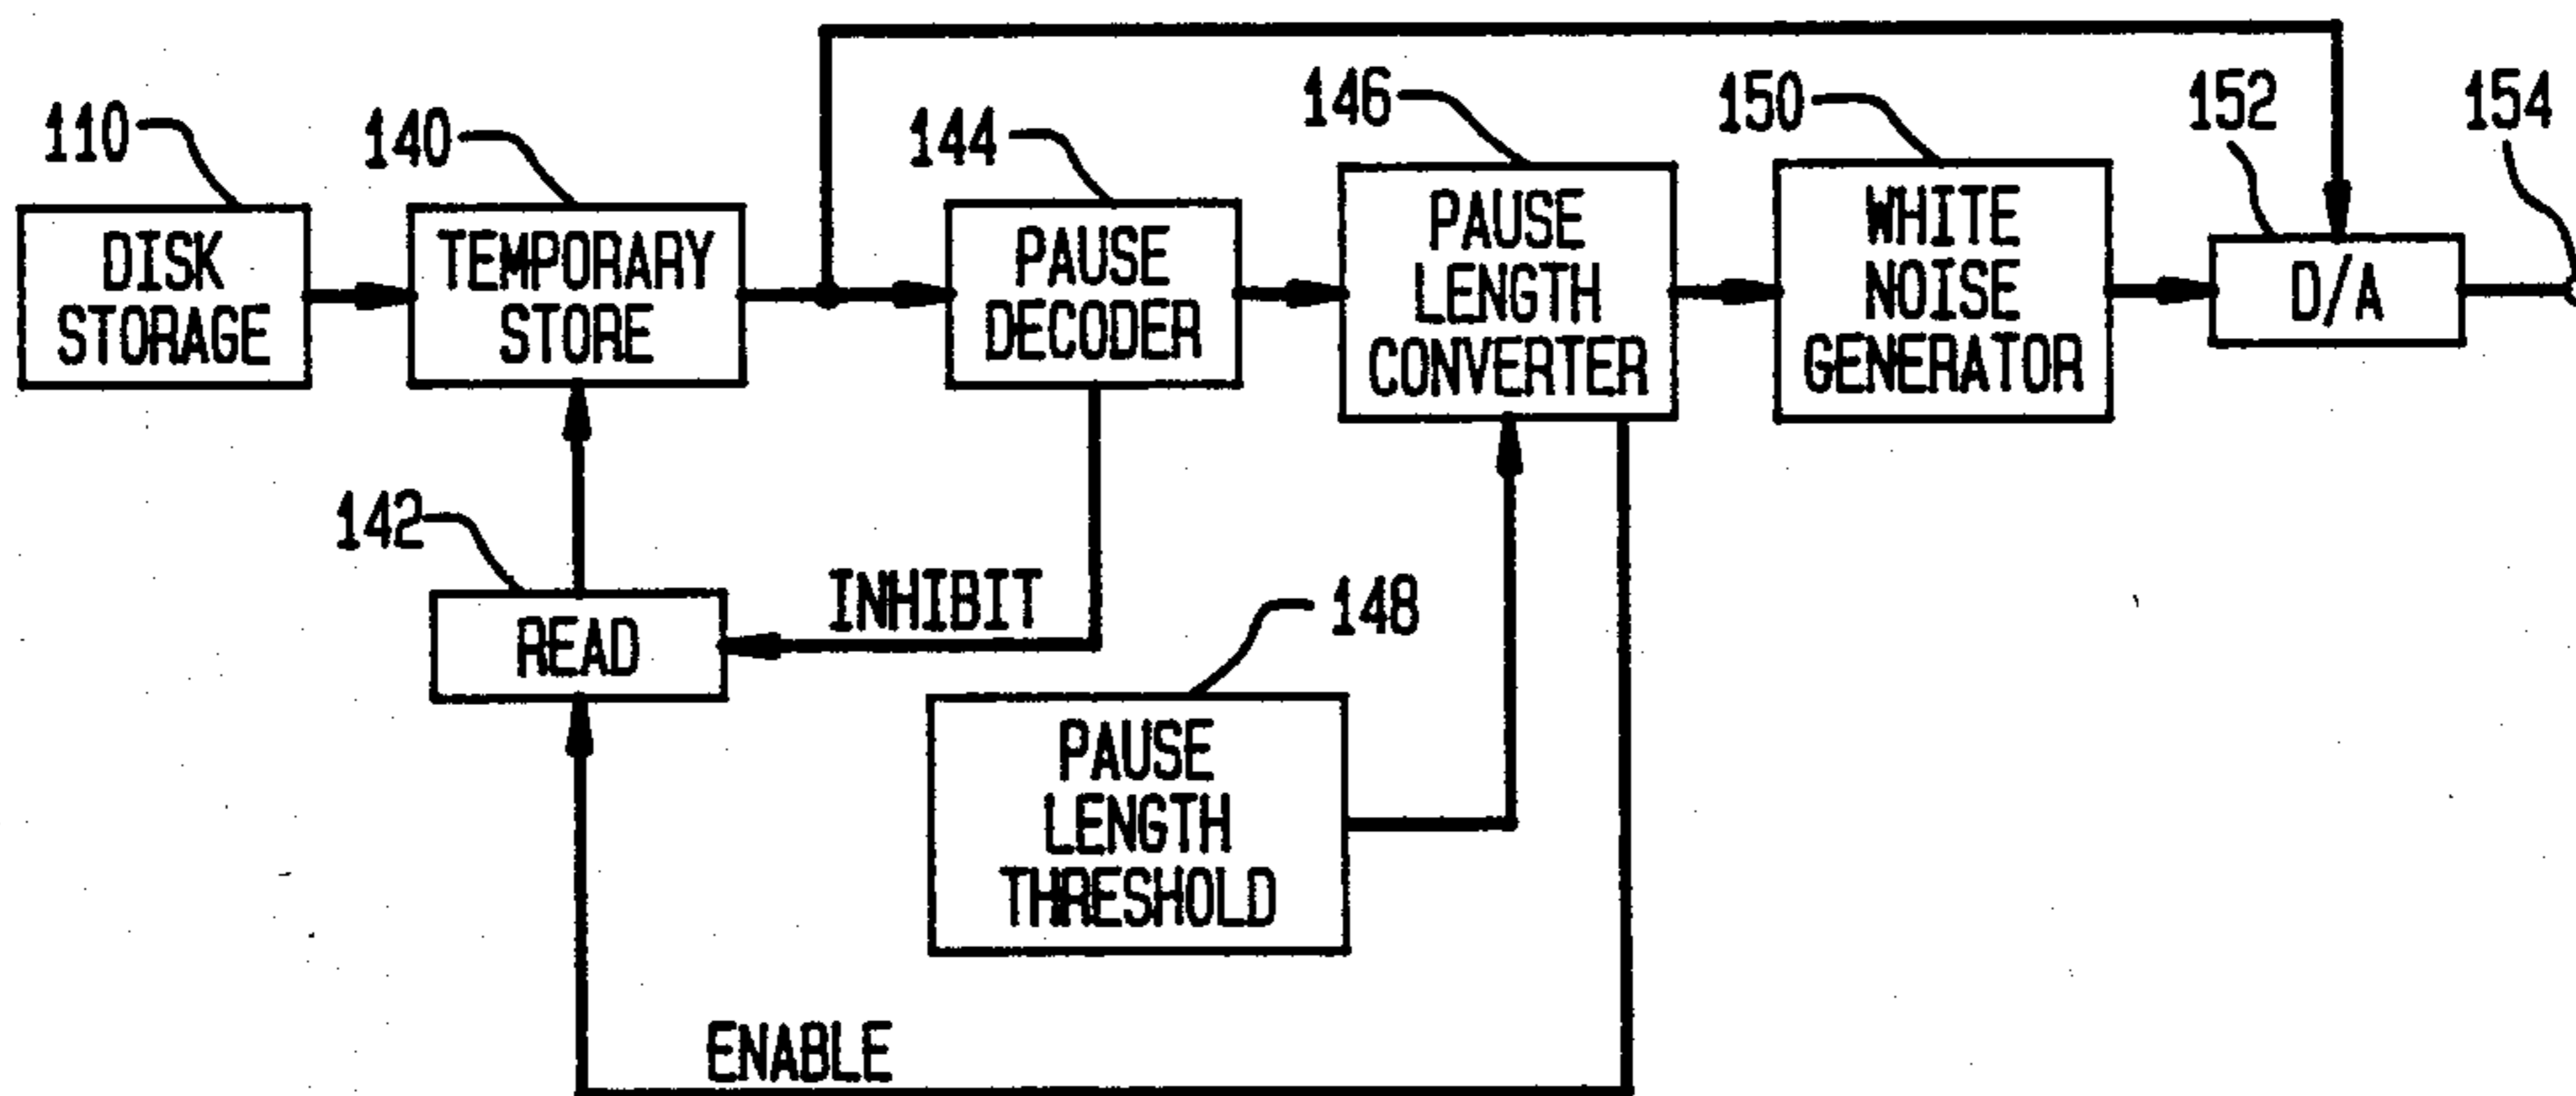 110
140
144
146
150
152
154
DISK
STORAGE
TEMPORARY
STORE
PAUSE
DECODER
PAUSE
LENGTH
CONVERTER
WHITE
NOISE
GENERATOR
D/A
142
READ
INHIBIT
148
PAUSE
LENGTH
THRESHOLD
ENABLE